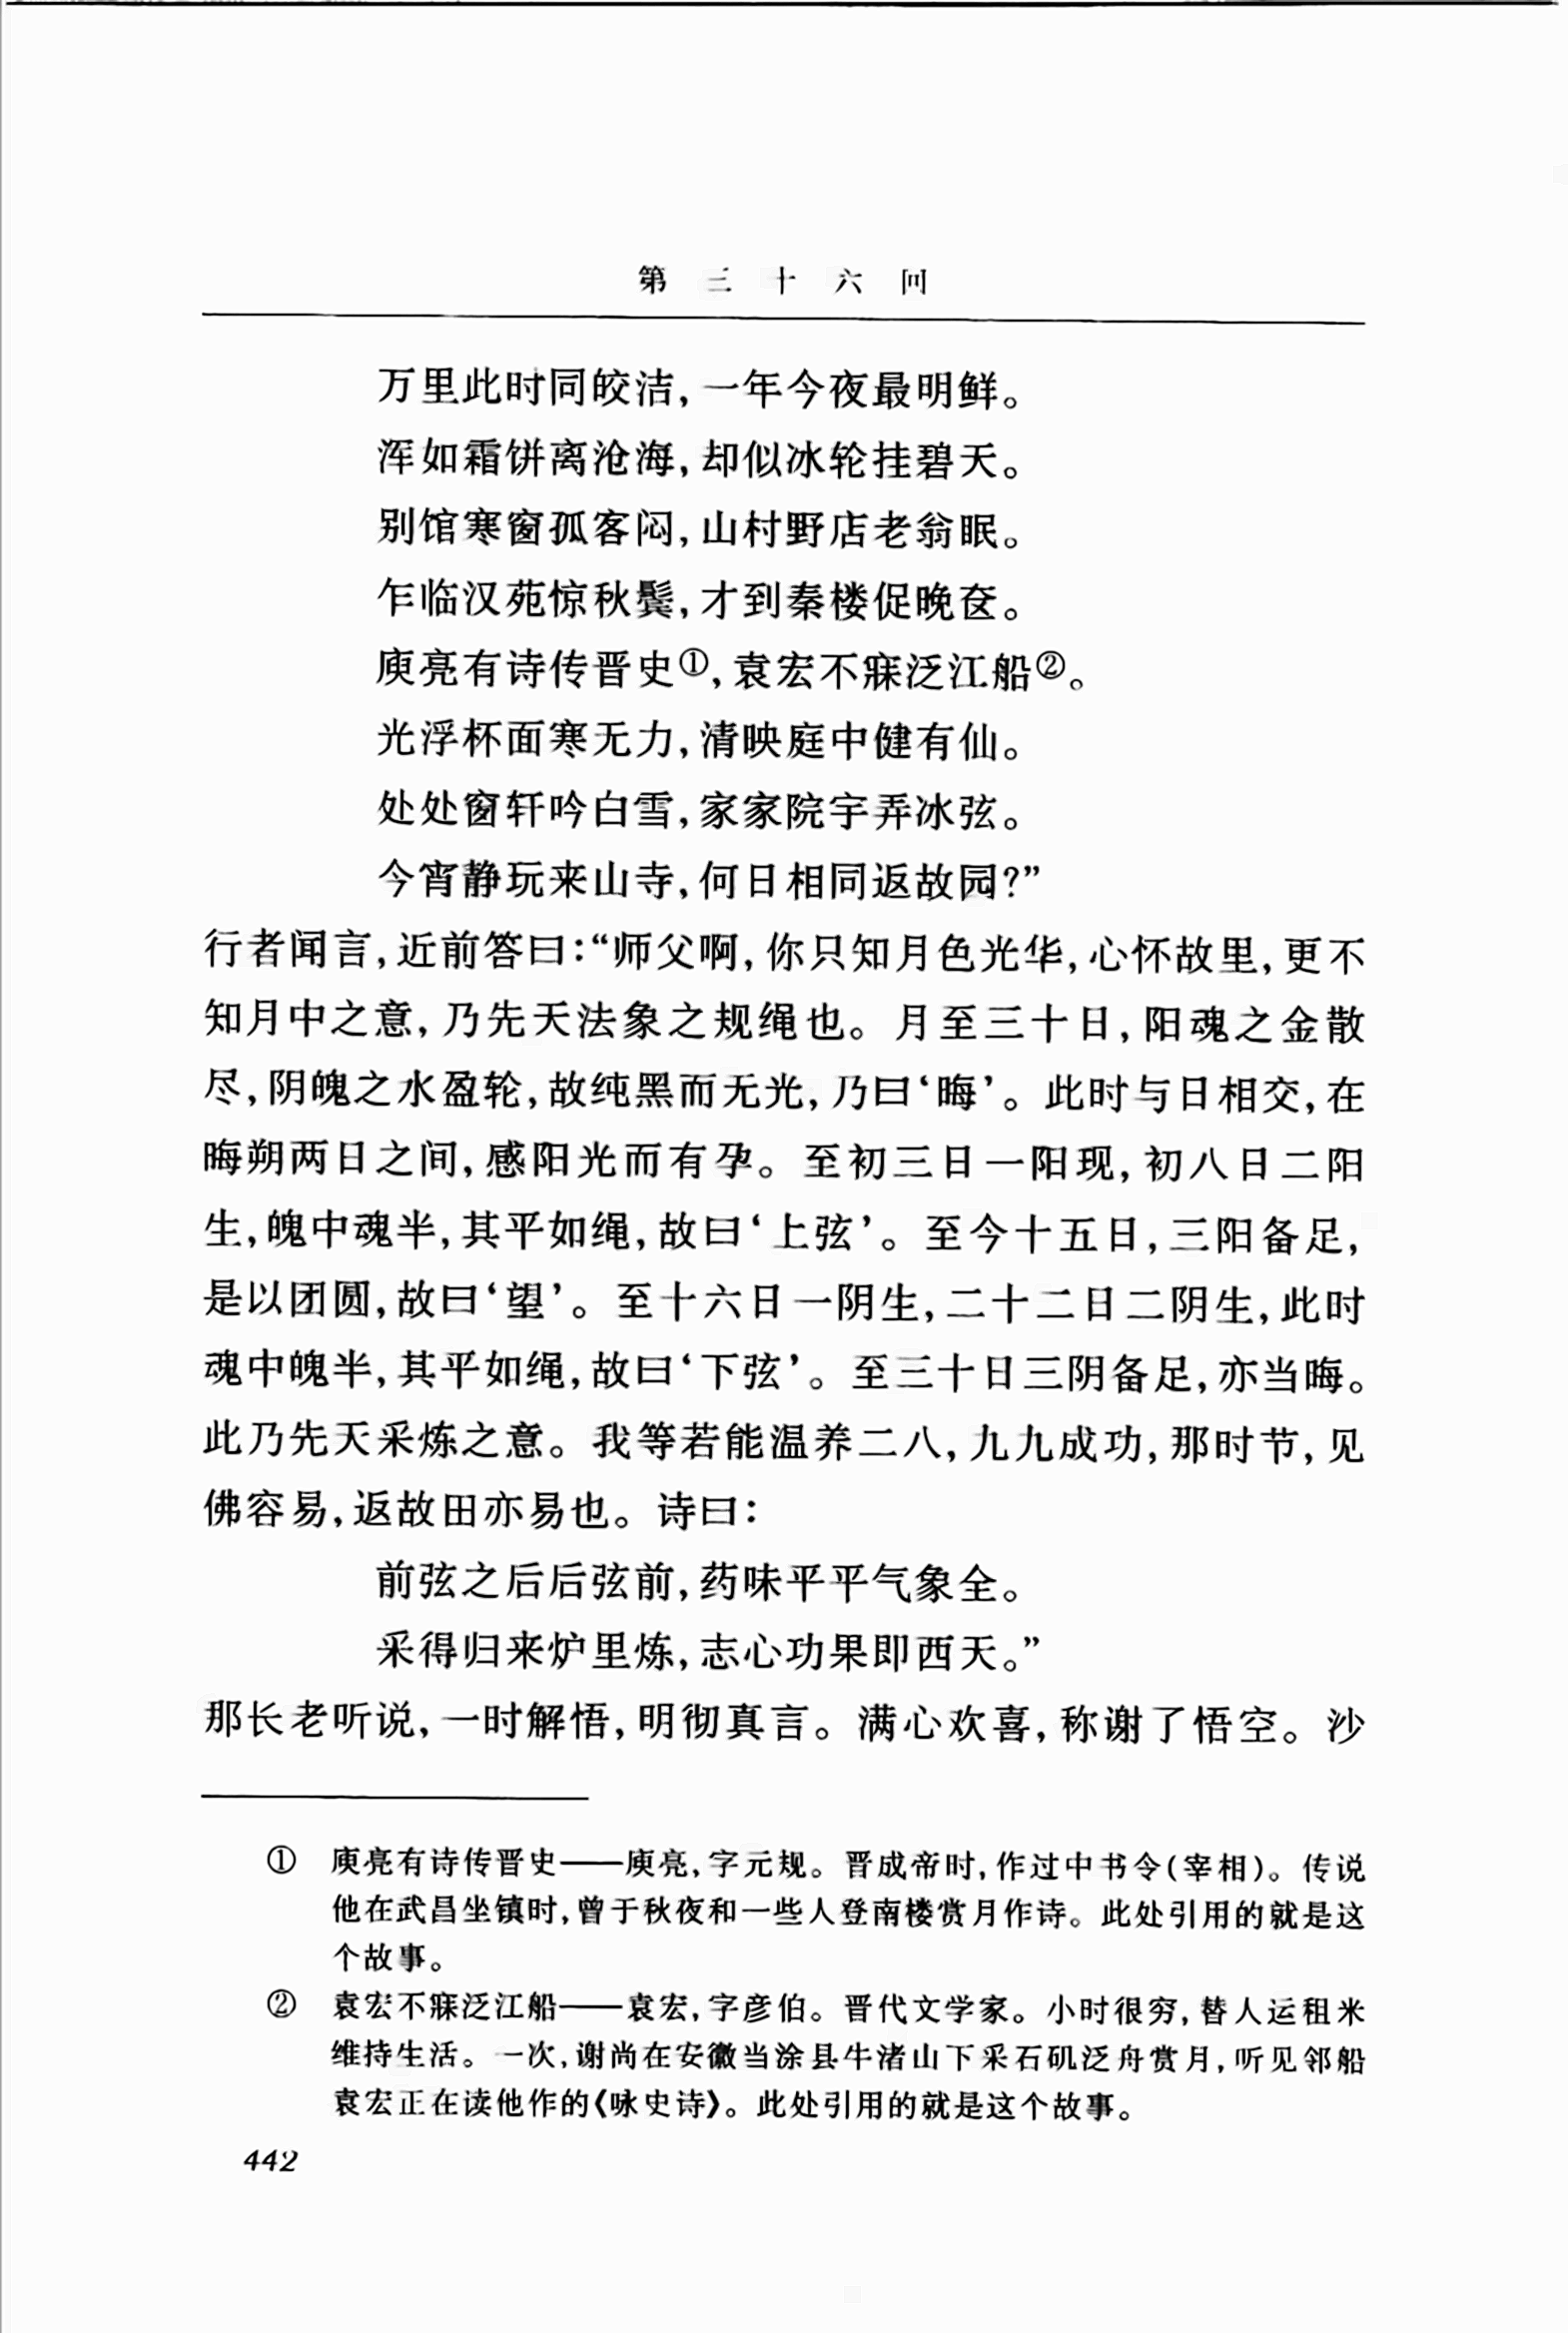 第三十六回
万里此时同皎洁,一年今夜最明鲜。
浑如霜饼离沧海,却似冰轮挂碧天。
别馆寒窗孤客闷,山村野店老翁眠。
乍临汉苑惊秋鬓,才到秦楼促晚奁。
庾亮有诗传晋史①,袁宏不寐泛江船②。
光浮杯面寒无力,清映庭中健有仙。
处处窗轩吟白雪,家家院宇弄冰弦。
今宵静玩来山寺,何日相同返故园?”
行者闻言,近前答曰:“师父啊,你只知月色光华,心怀故里,更不
知月中之意,乃先天法象之规绳也。月至三十日,阳魂之金散
尽,阴魄之水盈轮,故纯黑而无光,乃曰‘晦’。此时与日相交,在
晦朔两日之间,感阳光而有孕。至初三日一阳现,初八日二阳
生,魄中魂半,其平如绳,故曰‘上弦’。至今十五日,三阳备足,
是以团圆,故曰‘望’。至十六日一阴生,二十二日二阴生,此时
魂中魄半,其平如绳,故曰‘下弦’。至三十日三阴备足,亦当晦。
此乃先天采炼之意。我等若能温养二八,九九成功,那时节,见
佛容易,返故田亦易也。诗曰:
前弦之后后弦前,药味平平气象全。
采得归来炉里炼,志心功果即西天。”
那长老听说,一时解悟,明彻真言。满心欢喜,称谢了悟空。沙
① 庾亮有诗传晋史——庾亮,字元规。晋成帝时,作过中书令(宰相)。传说
他在武昌坐镇时,曾于秋夜和一些人登南楼赏月作诗。此处引用的就是这
个故事。
② 袁宏不寐泛江船——袁宏,字彦伯。晋代文学家。小时很穷,替人运租米
维持生活。一次,谢尚在安徽当涂县牛渚山下采石矶泛舟赏月,听见邻船
袁宏正在读他作的《咏史诗》。此处引用的就是这个故事。
442